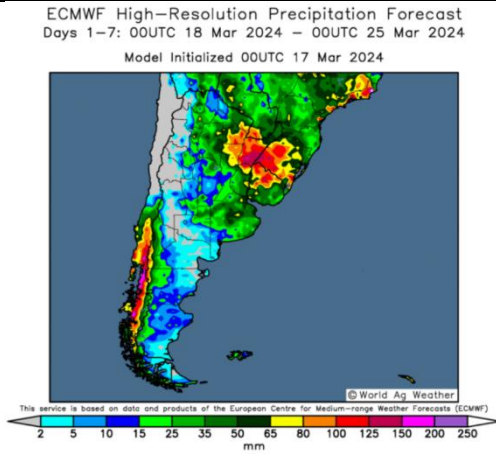 ECMWF High-Resolution Precipitation Forecast
Days 1-7: 00UTC 18 Mar 2024 - 00UTC 25 Mar 2024
Model Initialized 00UTC 17 Mar 2024
© World Ag Weather
This service is based on data and products of the European Centre for Medium-range Weather Forecasts (ECMWF)
2 5 10 15 25 35 50 65 80 100 125 150 200 250
mm